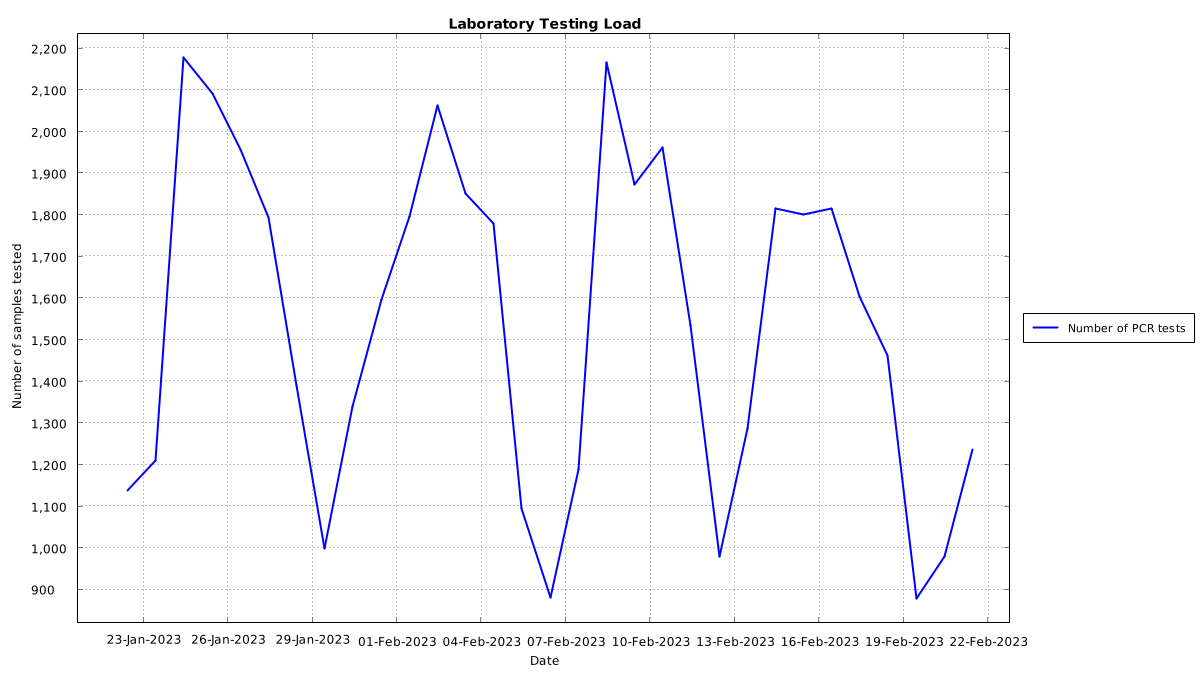 Laboratory Testing Load
Number of samples tested
2,200
2,100
2,000
1,900
1,800
1,700
1,600
1,500
1,400
1,300
1,200
1,100
1,000
900
23-Jan-2023 26-Jan-2023 29-Jan-2023 01-Feb-2023 04-Feb-2023 07-Feb-2023 10-Feb-2023 13-Feb-2023 16-Feb-2023 19-Feb-2023 22-Feb-2023
Date
Number of PCR tests